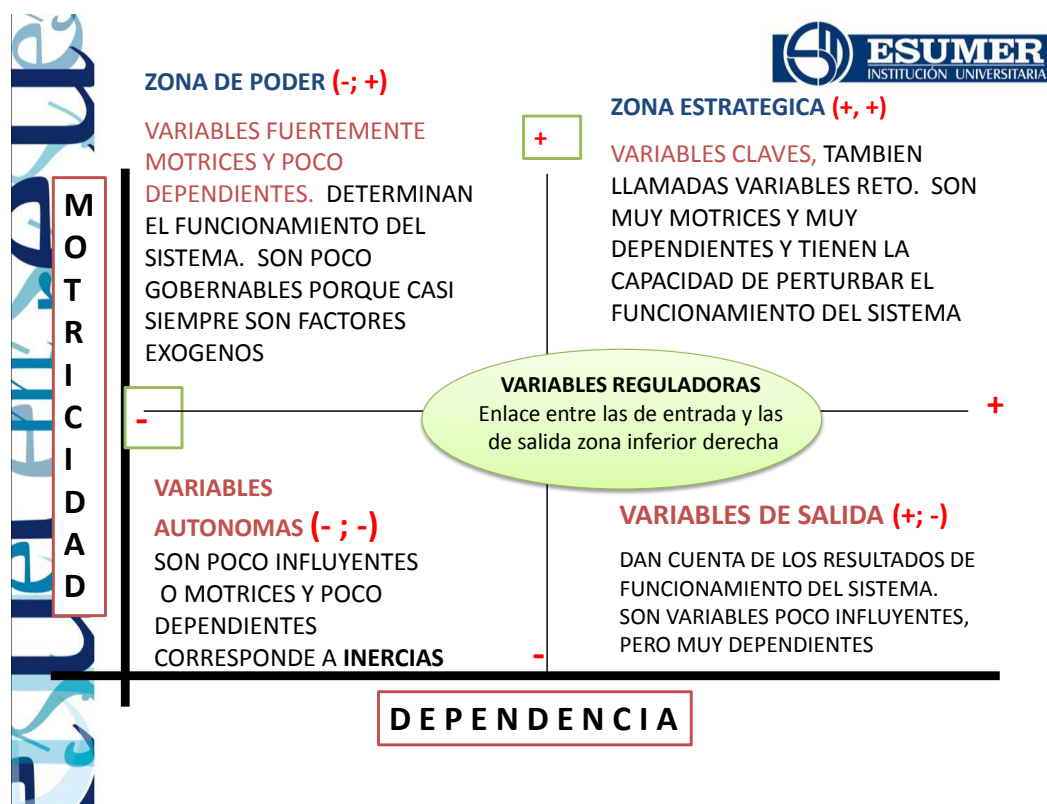 ESUMER
INSTITUCIÓN UNIVERSITARIA
ZONA DE PODER (-; +)
VARIABLES FUERTEMENTE
MOTRICES Y POCO
DEPENDIENTES. DETERMINAN
EL FUNCIONAMIENTO DEL
SISTEMA. SON POCO
GOBERNABLES PORQUE CASI
SIEMPRE SON FACTORES
EXOGENOS
+
ZONA ESTRATEGICA (+, +)
VARIABLES CLAVES, TAMBIEN
LLAMADAS VARIABLES RETO. SON
MUY MOTRICES Y MUY
DEPENDIENTES Y TIENEN LA
CAPACIDAD DE PERTURBAR EL
FUNCIONAMIENTO DEL SISTEMA
MOTRICIDAD
-
VARIABLES REGULADORAS
Enlace entre las de entrada y las
de salida zona inferior derecha
+
VARIABLES
AUTONOMAS (- ; -)
SON POCO INFLUYENTES
O MOTRICES Y POCO
DEPENDIENTES
CORRESPONDE A INERCIAS
-
VARIABLES DE SALIDA (+; -)
DAN CUENTA DE LOS RESULTADOS DE
FUNCIONAMIENTO DEL SISTEMA.
SON VARIABLES POCO INFLUYENTES,
PERO MUY DEPENDIENTES
DEPENDENCIA